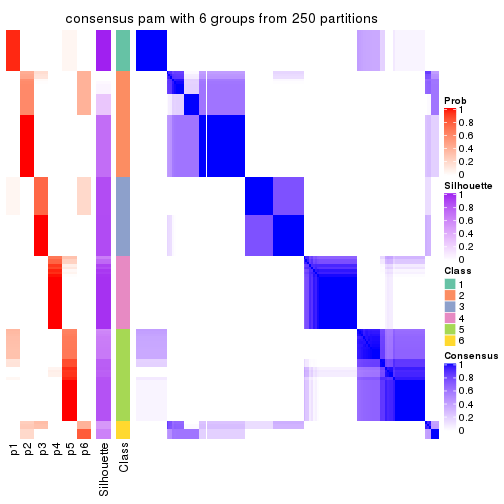 consensus pam with 6 groups from 250 partitions
Prob
1
0.8
0.6
0.4
0.2
0
Silhouette
1
0.8
0.6
0.4
0.2
0
Class
1
2
3
4
5
6
Consensus
1
0.8
0.6
0.4
0.2
0
p1
p2
p3
p4
p5
p6
Silhouette
Class